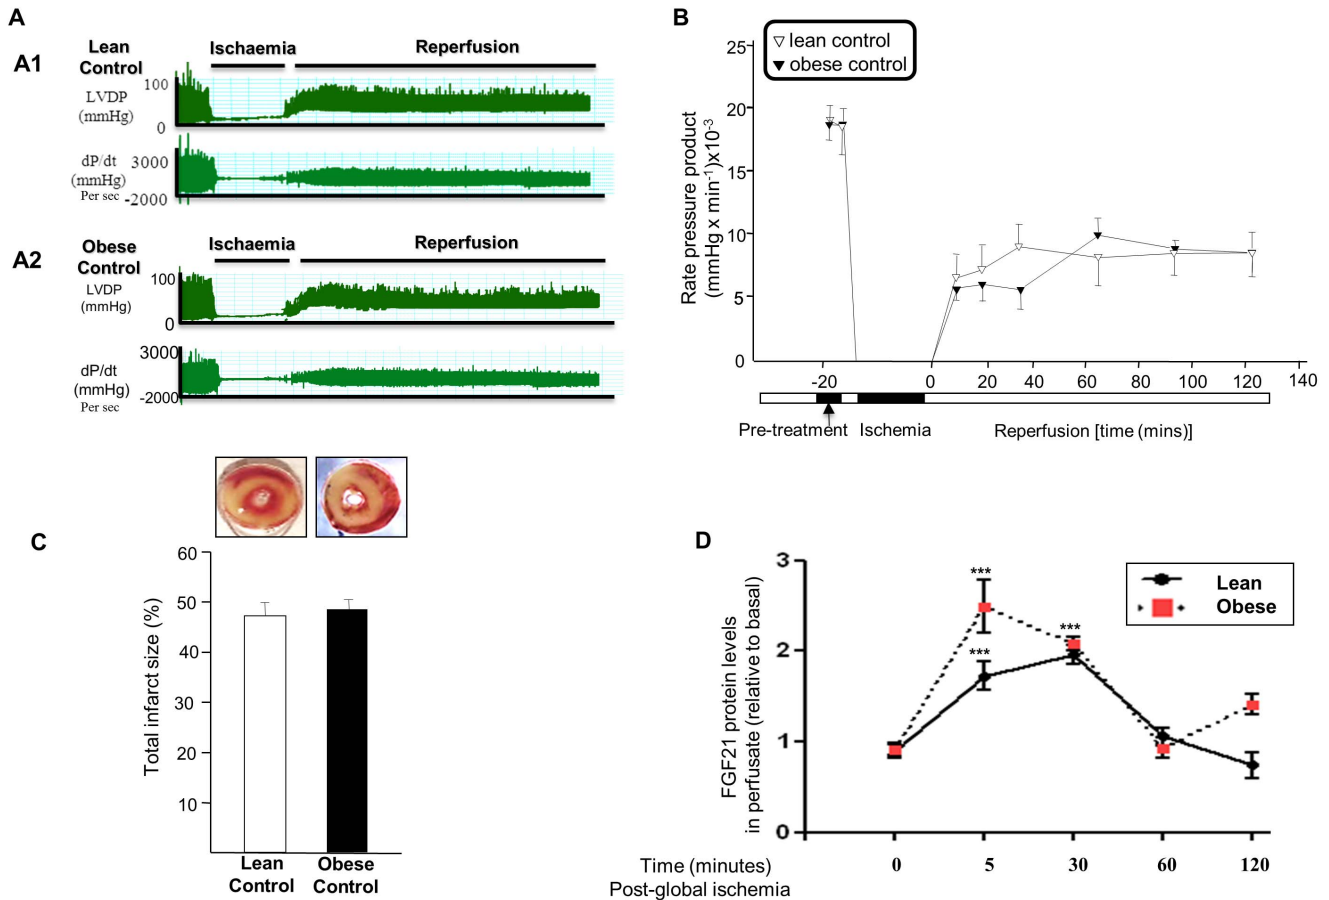 A
A1
Lean
Control
Ischaemia
Reperfusion
LVDP
(mmHg)
100
0
dP/dt
(mmHg)
Per sec
3000
-2000
A2
Obese
Control
Ischaemia
Reperfusion
LVDP
(mmHg)
100
0
dP/dt
(mmHg)
Per sec
3000
-2000
B
lean control
obese control
Rate pressure product
(mmHg x min-1)x10-3
25
20
15
10
5
0
-20 0 20 40 60 80 100 120 140
Pre-treatment Ischemia Reperfusion [time (mins)]
C
Total infarct size (%)
60
50
40
30
20
10
Lean
Control
Obese
Control
D
FGF21 protein levels
in perfusate (relative to basal)
3
2
1
0
***
***
***
Lean
Obese
Time (minutes) 0 5 30 60 120
Post-global ischemia